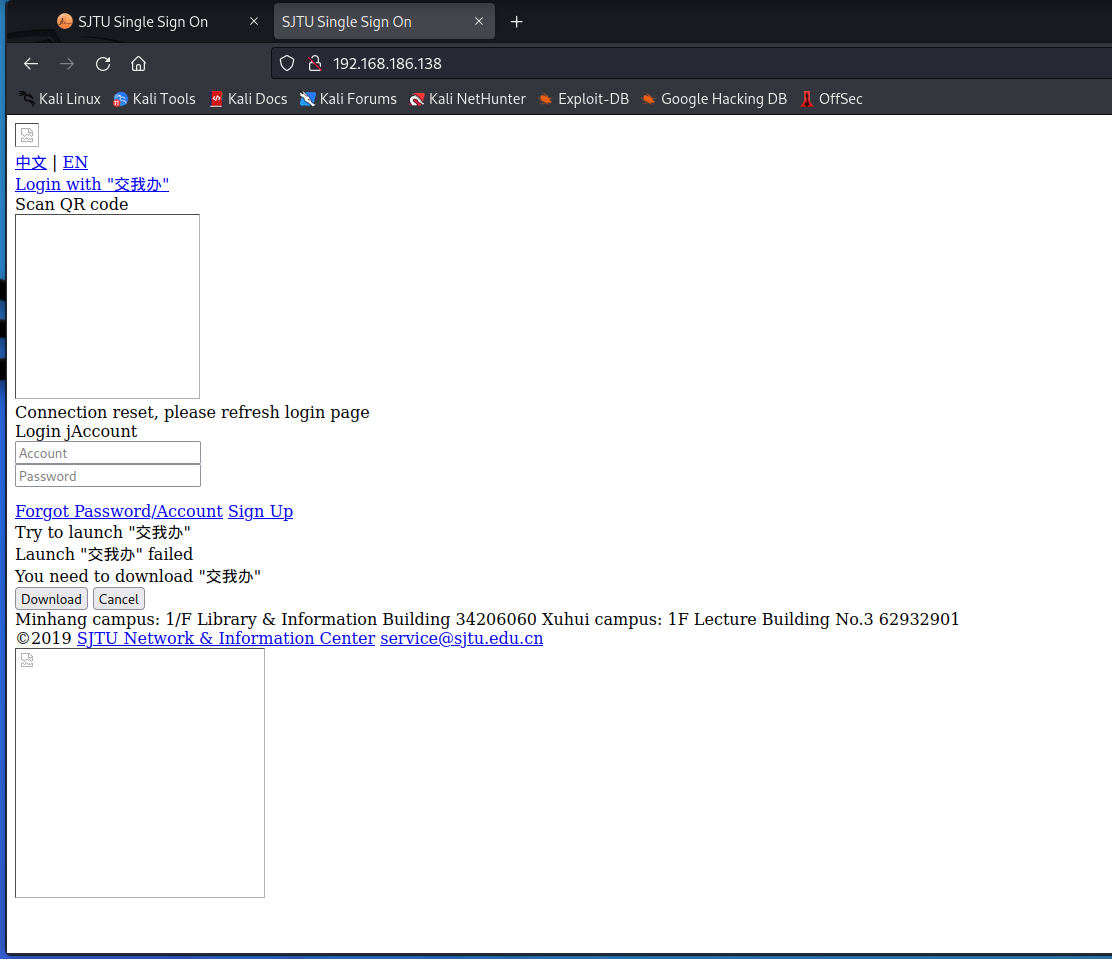 SJTU Single Sign On SJTU Single Sign On
192.168.186.138
Kali Linux Kali Tools Kali Docs Kali Forums Kali NetHunter Exploit-DB Google Hacking DB OffSec
中文 | EN
Login with "交我办"
Scan QR code
Connection reset, please refresh login page
Login jAccount
Account
Password
Forgot Password/Account Sign Up
Try to launch "交我办"
Launch "交我办" failed
You need to download "交我办"
Download Cancel
Minhang campus: 1/F Library & Information Building 34206060 Xuhui campus: 1F Lecture Building No.3 62932901
©2019 SJTU Network & Information Center service@sjtu.edu.cn